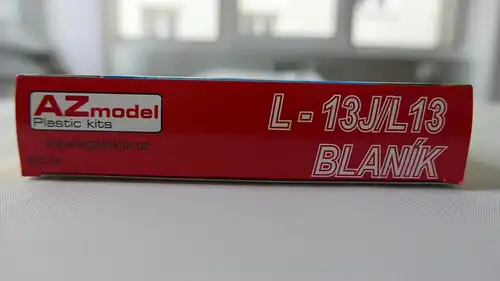 AZmodel
Plastic kits
L - 13J/L13
BLANÍK